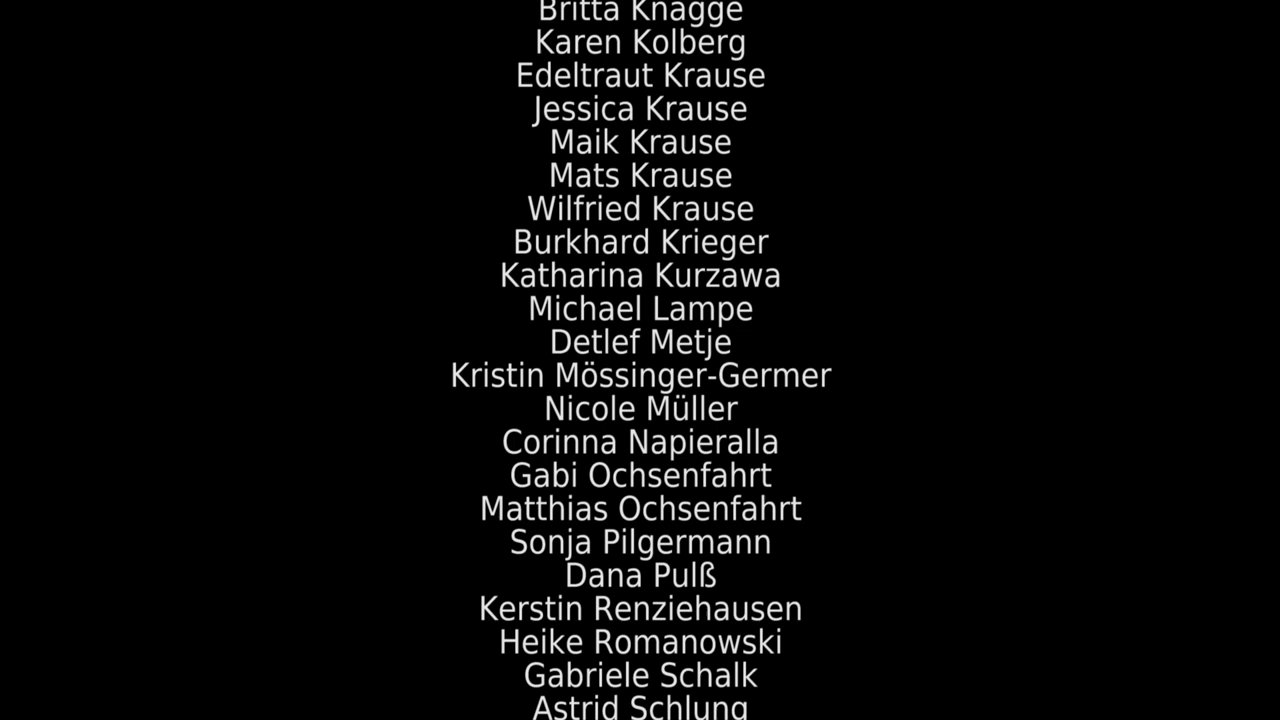 Britta Knagge
Karen Kolberg
Edeltraut Krause
Jessica Krause
Maik Krause
Mats Krause
Wilfried Krause
Burkhard Krieger
Katharina Kurzawa
Michael Lampe
Detlef Metje
Kristin Mössinger-Germer
Nicole Müller
Corinna Napieralla
Gabi Ochsenfahrt
Matthias Ochsenfahrt
Sonja Pilgermann
Dana Pulß
Kerstin Renziehausen
Heike Romanowski
Gabriele Schalk
Astrid Schlung